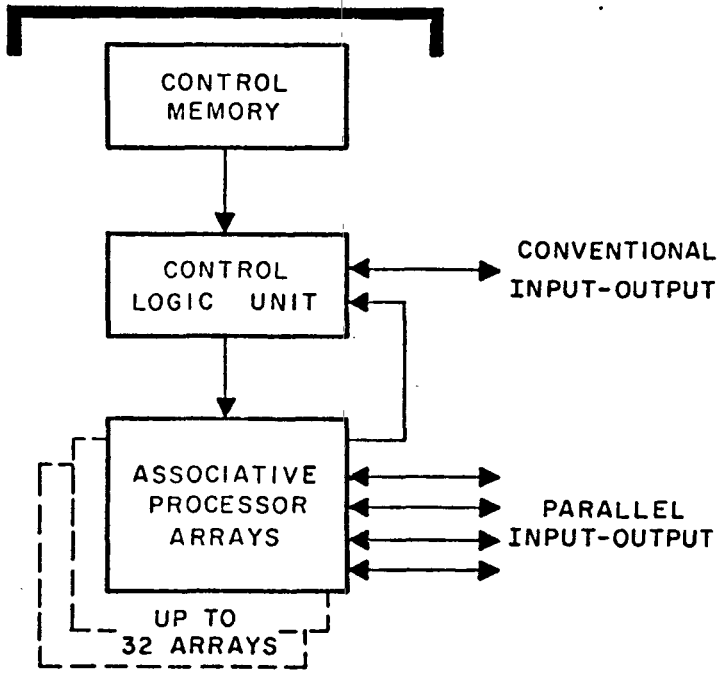 CONTROL
MEMORY
CONTROL
LOGIC UNIT
CONVENTIONAL
INPUT-OUTPUT
ASSOCIATIVE
PROCESSOR
ARRAYS
PARALLEL
INPUT-OUTPUT
UP TO
32 ARRAYS